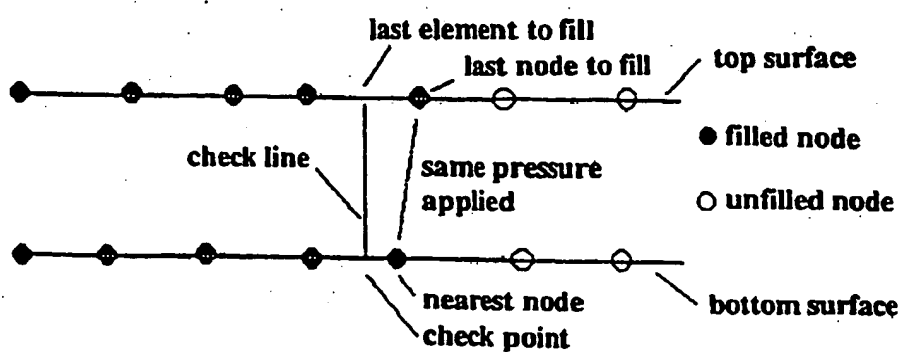 last element to fill
last node to fill
top surface
filled node
check line
same pressure
applied
unfilled node
nearest node
check point
bottom surface